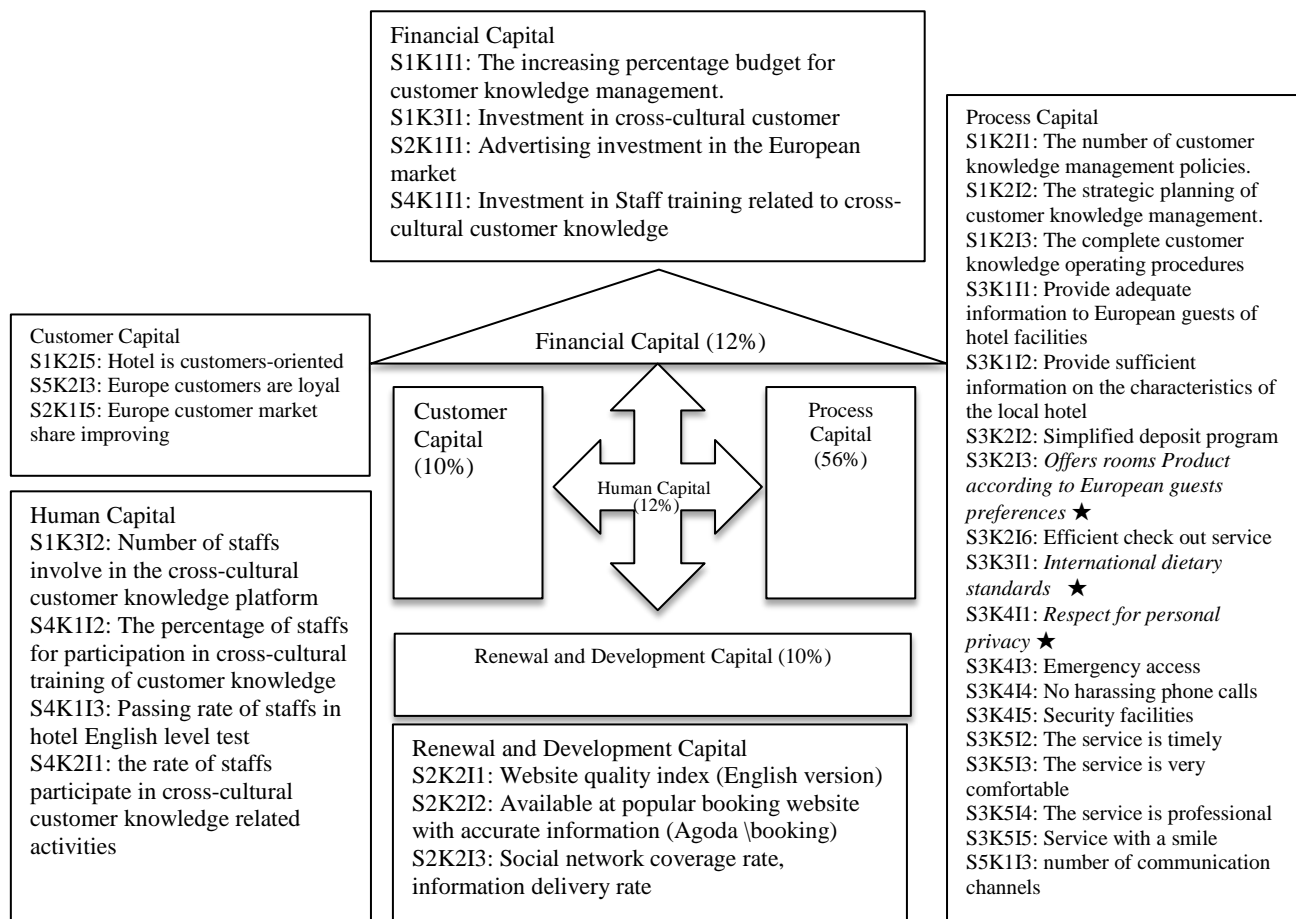 Financial Capital
S1K1I1: The increasing percentage budget for
customer knowledge management.
S1K3I1: Investment in cross-cultural customer
S2K1I1: Advertising investment in the European
market
S4K1I1: Investment in Staff training related to cross-
cultural customer knowledge
Customer Capital
S1K2I5: Hotel is customers-oriented
S5K2I3: Europe customers are loyal
S2K1I5: Europe customer market
share improving
Human Capital
S1K3I2: Number of staffs
involve in the cross-cultural
customer knowledge platform
S4K1I2: The percentage of staffs
for participation in cross-cultural
training of customer knowledge
S4K1I3: Passing rate of staffs in
hotel English level test
S4K2I1: the rate of staffs
participate in cross-cultural
customer knowledge related
activities
Financial Capital (12%)
Customer
Capital
(10%)
Human Capital
(12%)
Process
Capital
(56%)
Renewal and Development Capital (10%)
Renewal and Development Capital
S2K2I1: Website quality index (English version)
S2K2I2: Available at popular booking website
with accurate information (Agoda \booking)
S2K2I3: Social network coverage rate,
information delivery rate
Process Capital
S1K2I1: The number of customer
knowledge management policies.
S1K2I2: The strategic planning of
customer knowledge management.
S1K2I3: The complete customer
knowledge operating procedures
S3K1I1: Provide adequate
information to European guests of
hotel facilities
S3K1I2: Provide sufficient
information on the characteristics of
the local hotel
S3K2I2: Simplified deposit program
S3K2I3: Offers rooms Product
according to European guests
preferences ★
S3K2I6: Efficient check out service
S3K3I1: International dietary
standards ★
S3K4I1: Respect for personal
privacy ★
S3K4I3: Emergency access
S3K4I4: No harassing phone calls
S3K4I5: Security facilities
S3K5I2: The service is timely
S3K5I3: The service is very
comfortable
S3K5I4: The service is professional
S3K5I5: Service with a smile
S5K1I3: number of communication
channels